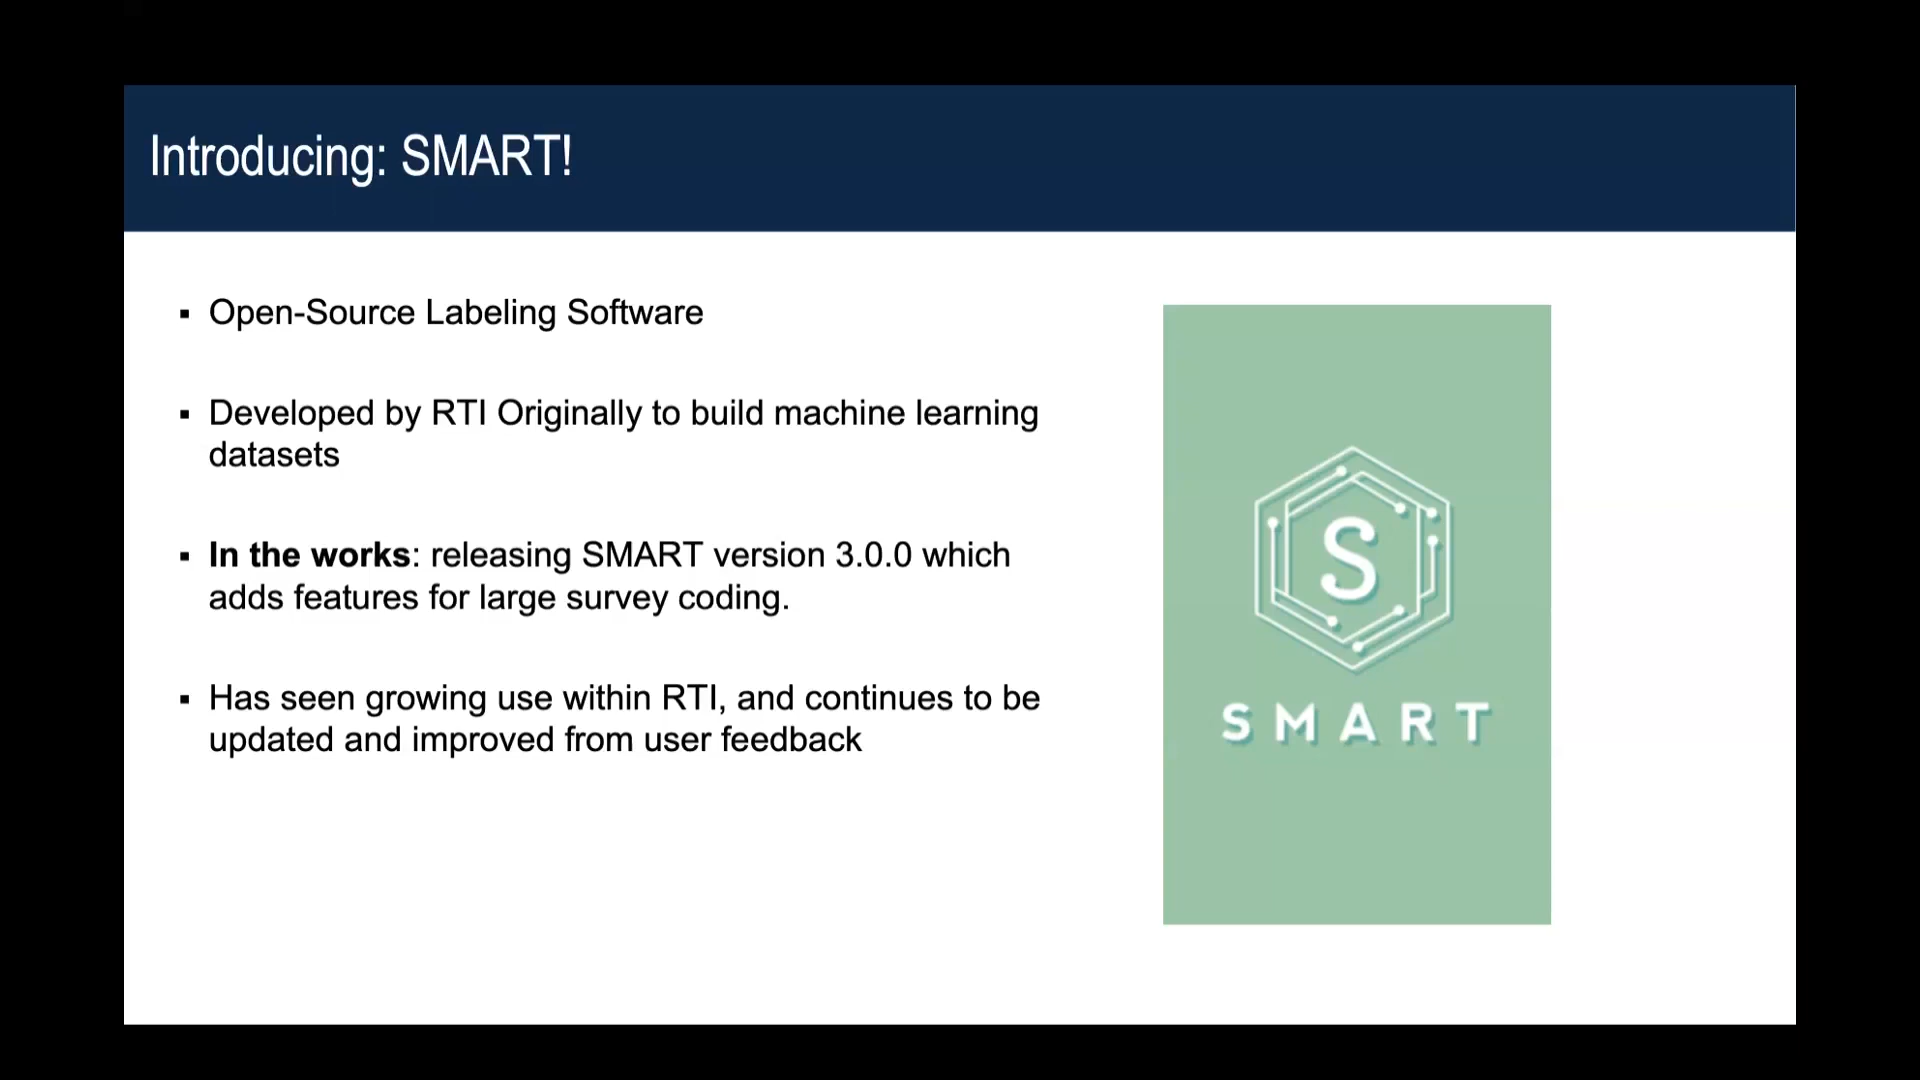 Introducing: SMART!
Open-Source Labeling Software
Developed by RTI Originally to build machine learning
datasets
In the works: releasing SMART version 3.0.0 which
adds features for large survey coding.
Has seen growing use within RTI, and continues to be
updated and improved from user feedback
S
SMART